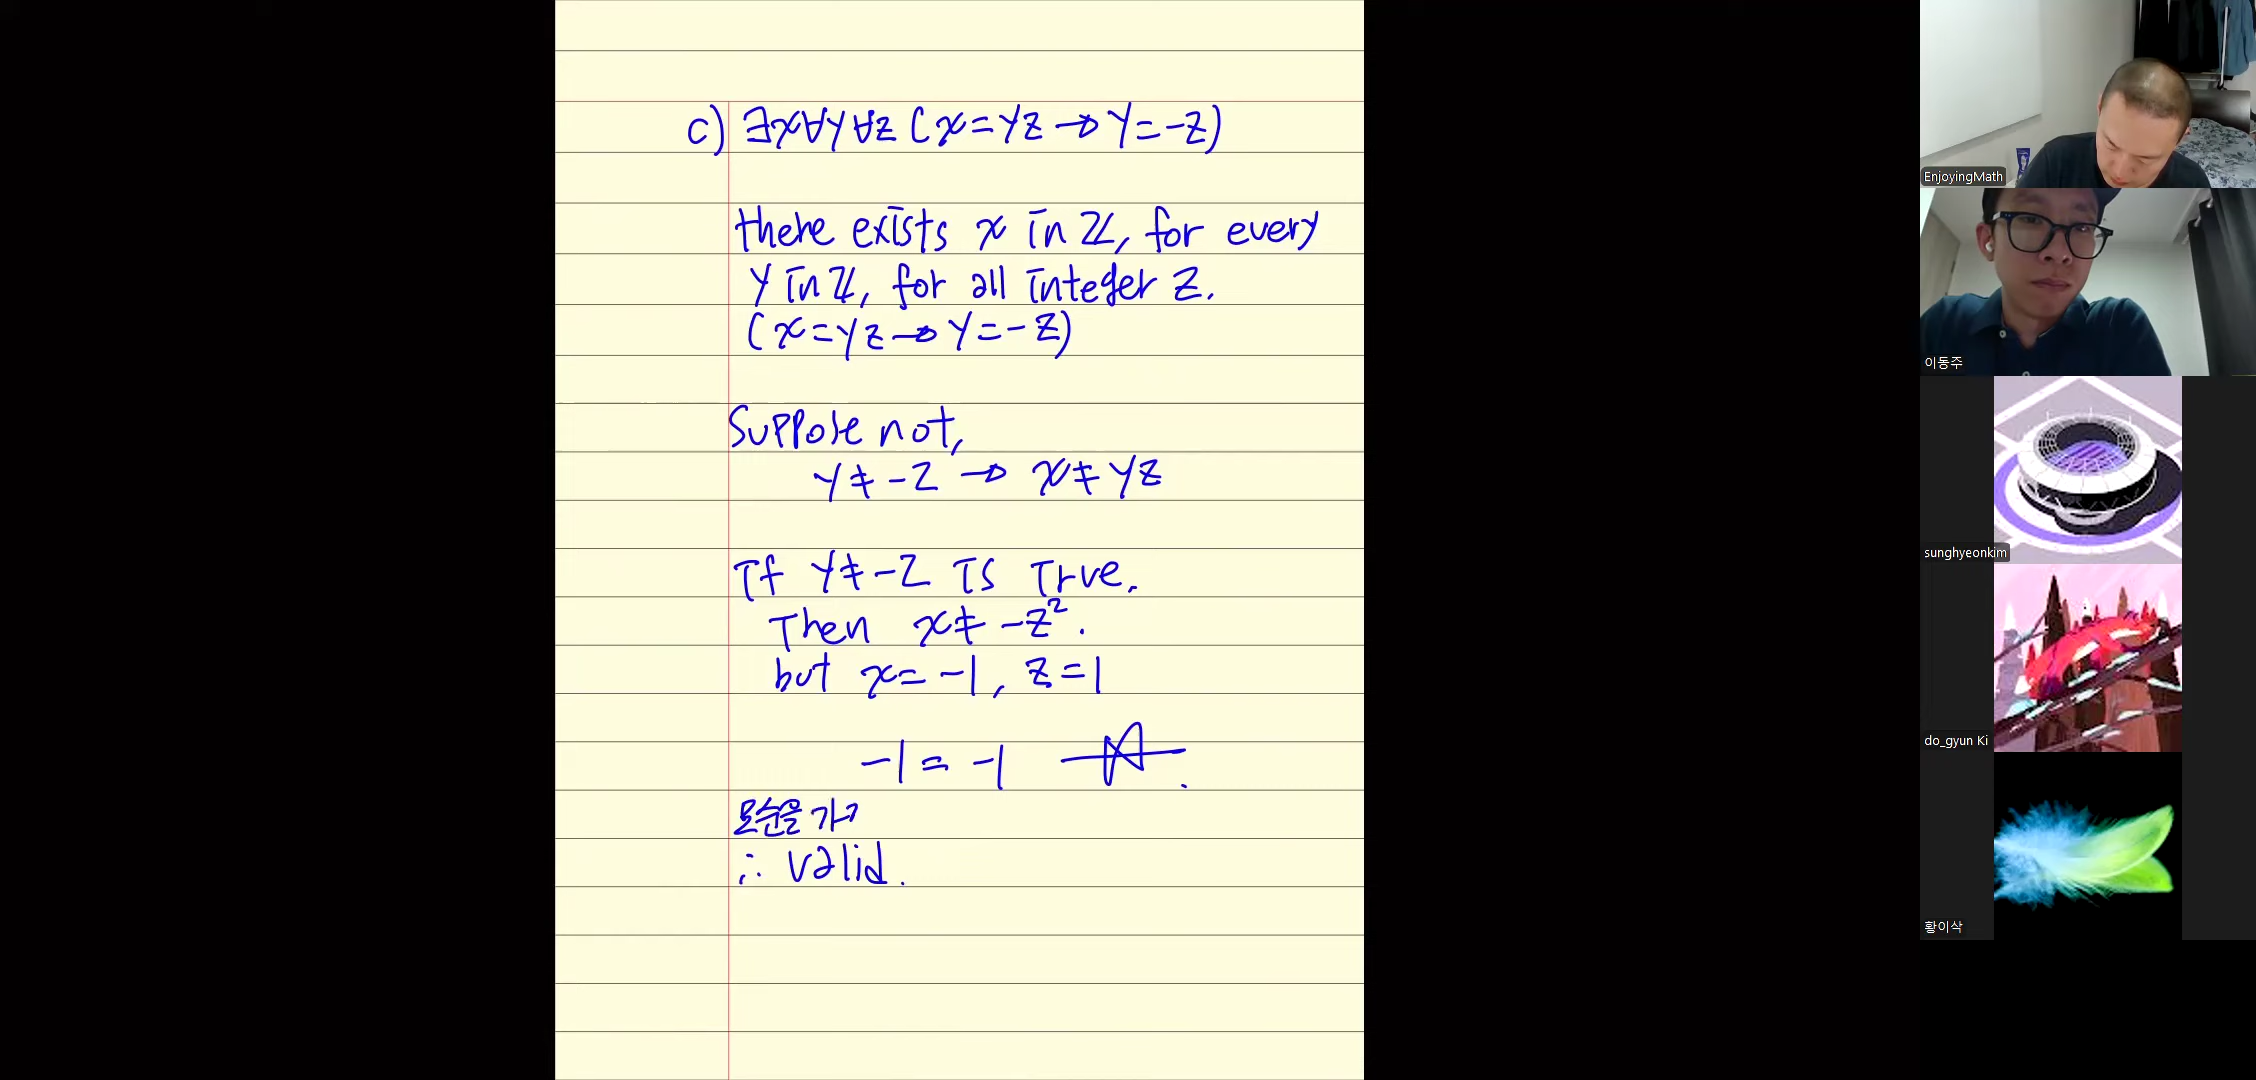 c) ∃x∀y∀z (x=yz → y=-z)
there exists x in ℤ, for every
y in ℤ, for all integer z.
(x=yz → y=-z)
Suppose not,
y≠-z → x≠yz
If y≠-z is true.
Then x≠-z².
but x=-1, z=1
-1 = -1
모순을 가
∴ valid.
EnjoyingMath
이동주
sunghyeonkim
do_gyun Ki
황이삭